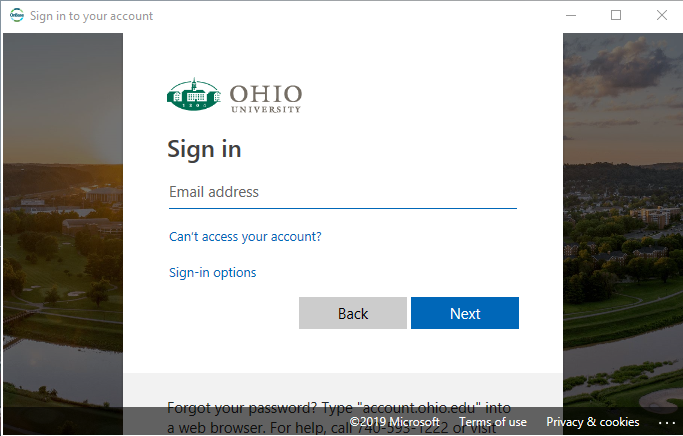 OnBase
Sign in to your account
1804
OHIO
UNIVERSITY
Sign in
Email address
Can't access your account?
Sign-in options
Back
Next
Forgot your password? Type "account.ohio.edu" into
a web browser. For help, call 740-593-1222 or visit
©2019 Microsoft
Terms of use
Privacy & cookies